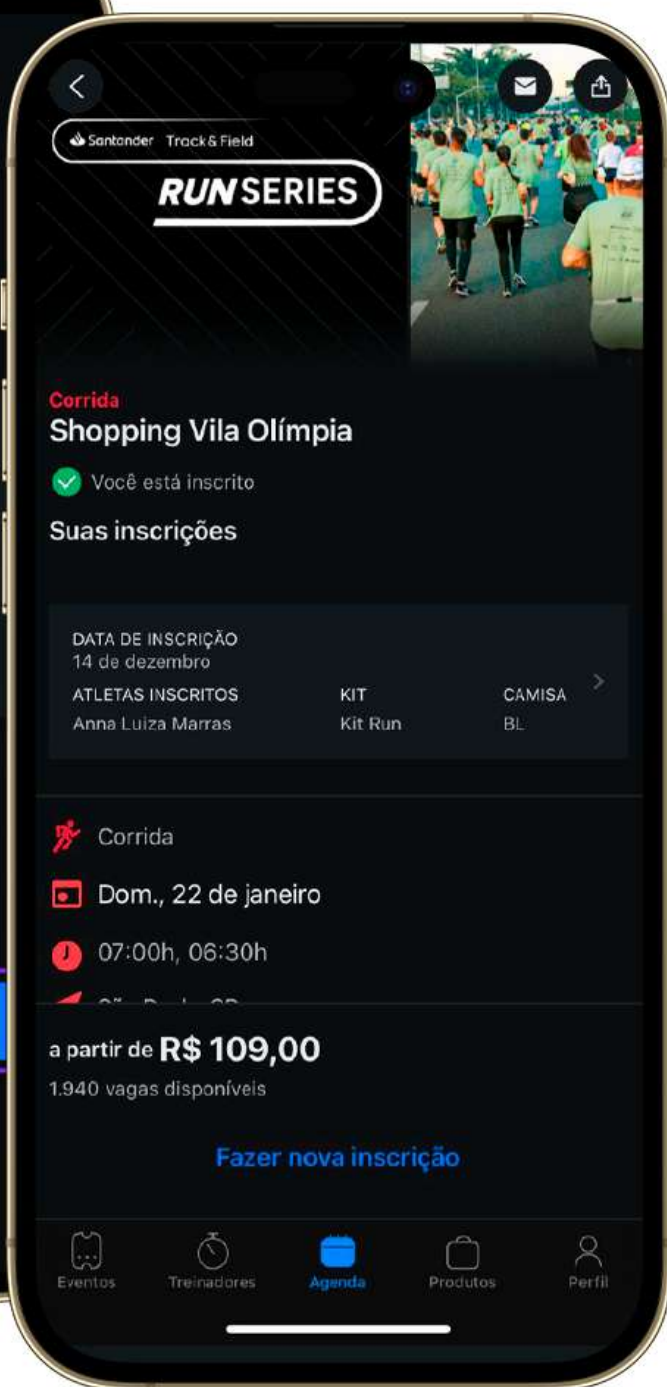 Santander Track&Field
RUN SERIES
Corrida
Shopping Vila Olímpia
Você está inscrito
Suas inscrições
DATA DE INSCRIÇÃO
14 de dezembro
ATLETAS INSCRITOS KIT CAMISA
Anna Luiza Marras Kit Run BL
Corrida
Dom., 22 de janeiro
07:00h, 06:30h
a partir de R$ 109,00
1.940 vagas disponíveis
Fazer nova inscrição
Eventos Treinadores Agenda Produtos Perfil